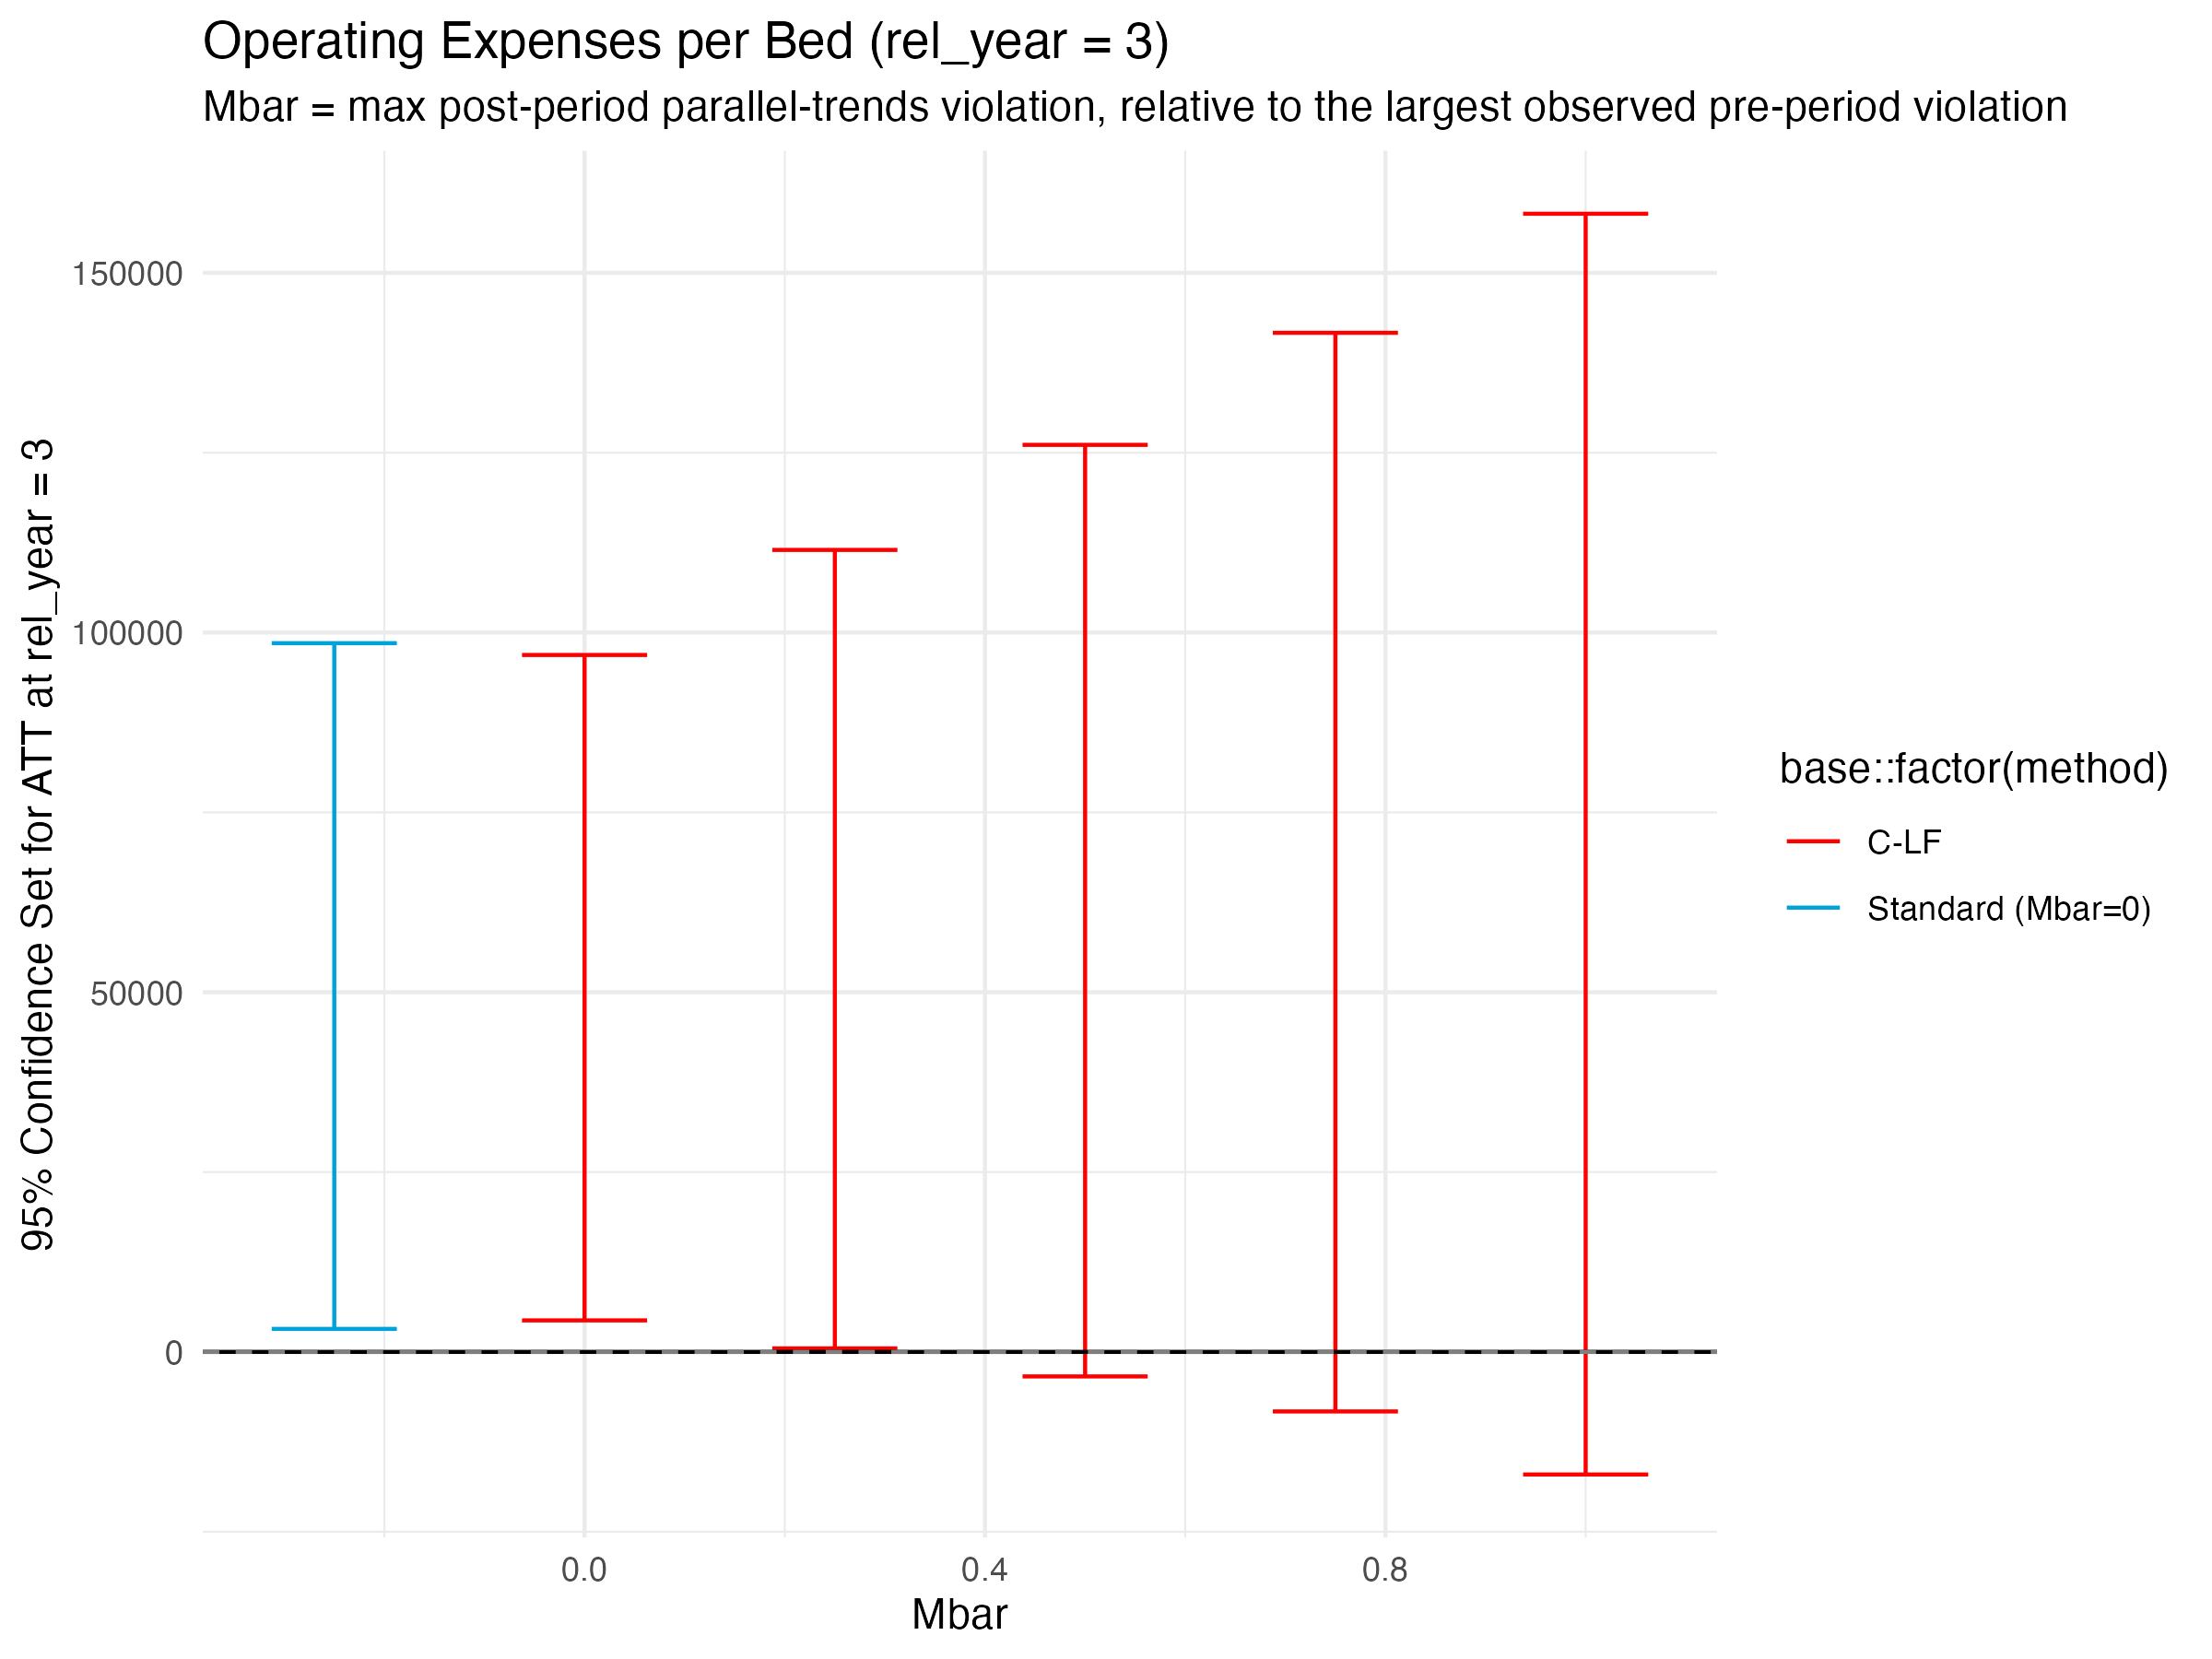 Operating Expenses per Bed (rel_year = 3)
Mbar = max post-period parallel-trends violation, relative to the largest observed pre-period violation
95% Confidence Set for ATT at rel_year = 3
150000
100000
50000
0
0.0
0.4
0.8
Mbar
base::factor(method)
C-LF
Standard (Mbar=0)